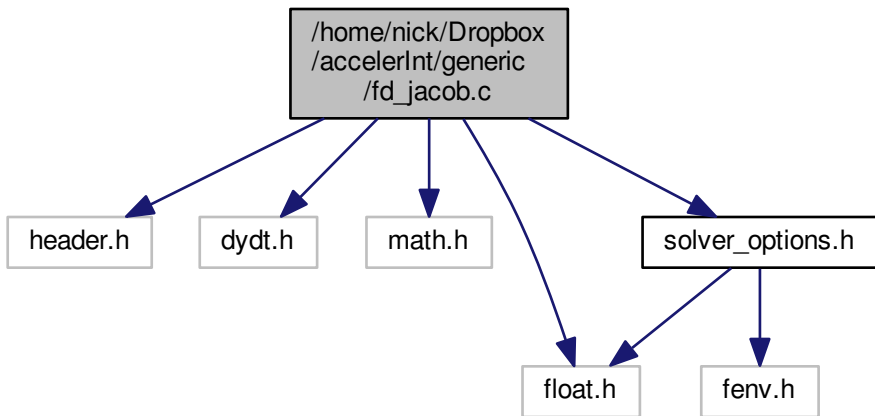 /home/nick/Dropbox
/accelerInt/generic
/fd_jacob.c
header.h
dydt.h
math.h
solver_options.h
float.h
fenv.h